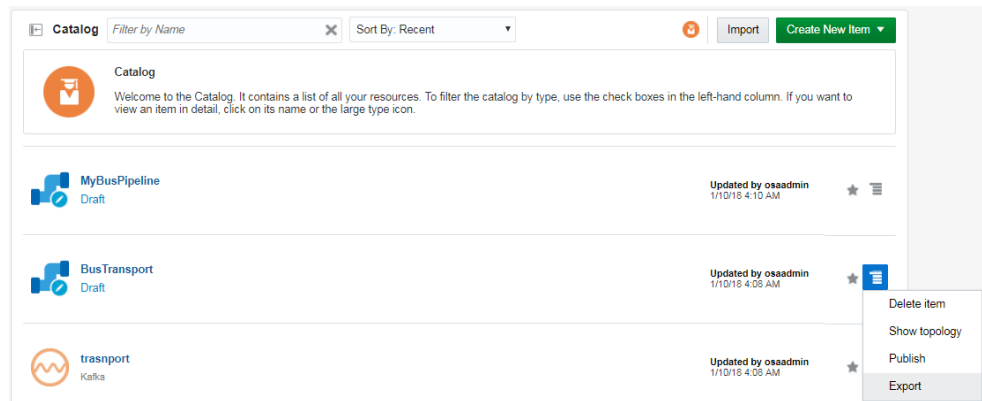 Catalog Filter by Name Sort By: Recent Import Create New Item
Catalog
Welcome to the Catalog. It contains a list of all your resources. To filter the catalog by type, use the check boxes in the left-hand column. If you want to
view an item in detail, click on its name or the large type icon.
MyBusPipeline
Draft
Updated by osaadmin
1/10/18 4:10 AM
BusTransport
Draft
Updated by osaadmin
1/10/18 4:08 AM
Delete item
Show topology
Publish
Export
trasnport
Kafka
Updated by osaadmin
1/10/18 4:06 AM